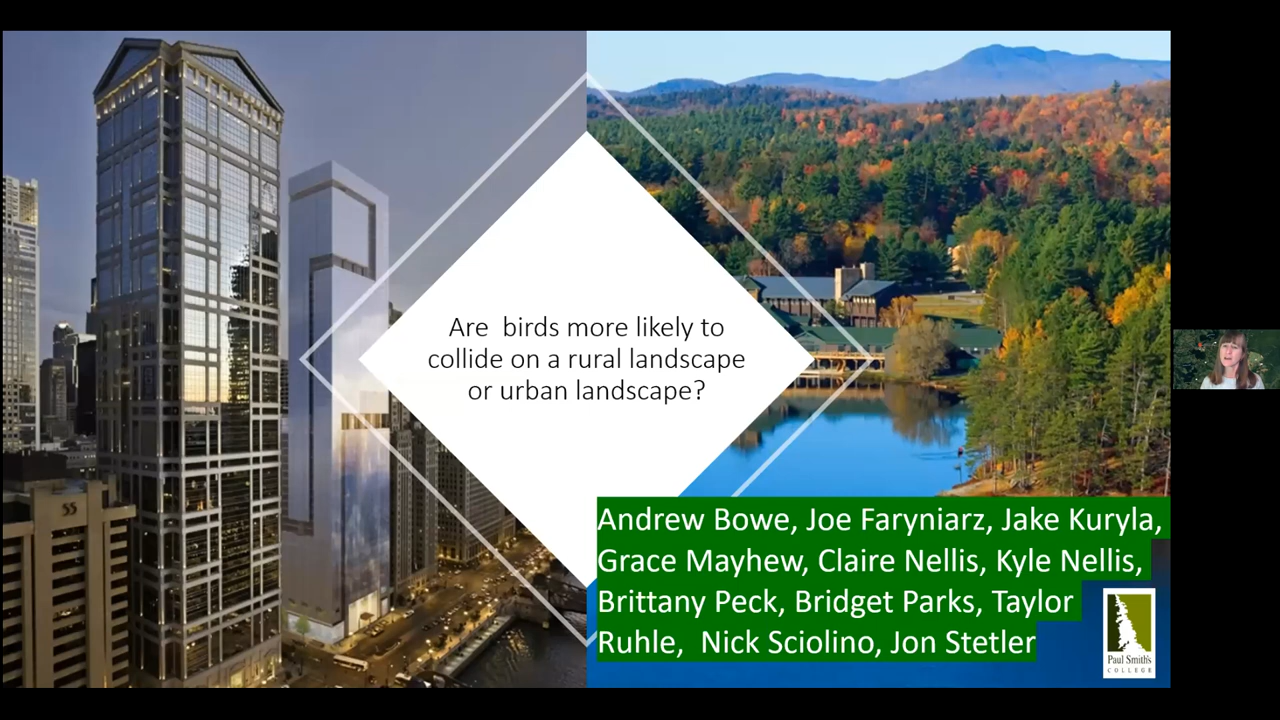 Are  birds more likely to
collide on a rural landscape
or urban landscape?
Andrew Bowe, Joe Faryniarz, Jake Kuryla,
Grace Mayhew, Claire Nellis, Kyle Nellis,
Brittany Peck, Bridget Parks, Taylor
Ruhle,  Nick Sciolino, Jon Stetler
55
Paul Smith's
COLLEGE